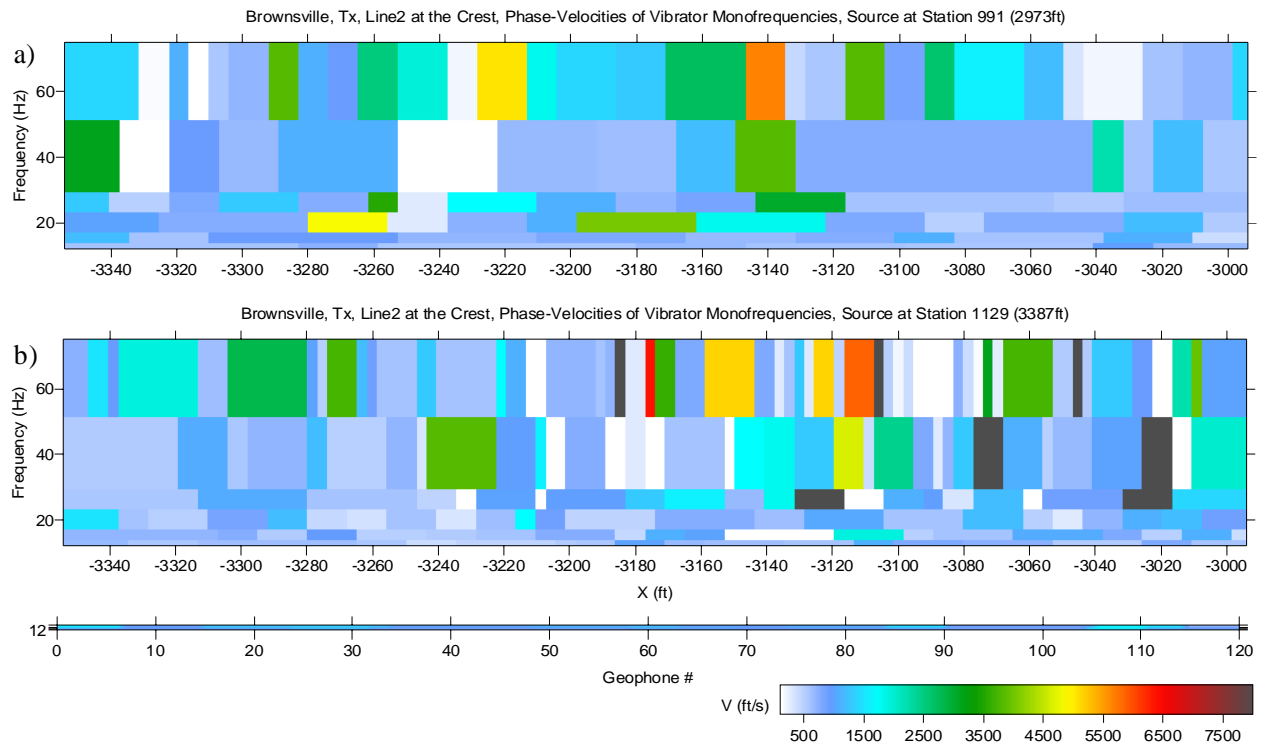 Brownsville, Tx, Line2 at the Crest, Phase-Velocities of Vibrator Monofrequencies, Source at Station 991 (2973ft)
a)
Frequency (Hz)
60
40
20
-3340 -3320 -3300 -3280 -3260 -3240 -3220 -3200 -3180 -3160 -3140 -3120 -3100 -3080 -3060 -3040 -3020 -3000
Brownsville, Tx, Line2 at the Crest, Phase-Velocities of Vibrator Monofrequencies, Source at Station 1129 (3387ft)
b)
Frequency (Hz)
60
40
20
-3340 -3320 -3300 -3280 -3260 -3240 -3220 -3200 -3180 -3160 -3140 -3120 -3100 -3080 -3060 -3040 -3020 -3000
X (ft)
12
0 10 20 30 40 50 60 70 80 90 100 110 120
Geophone #
V (ft/s)
500 1500 2500 3500 4500 5500 6500 7500